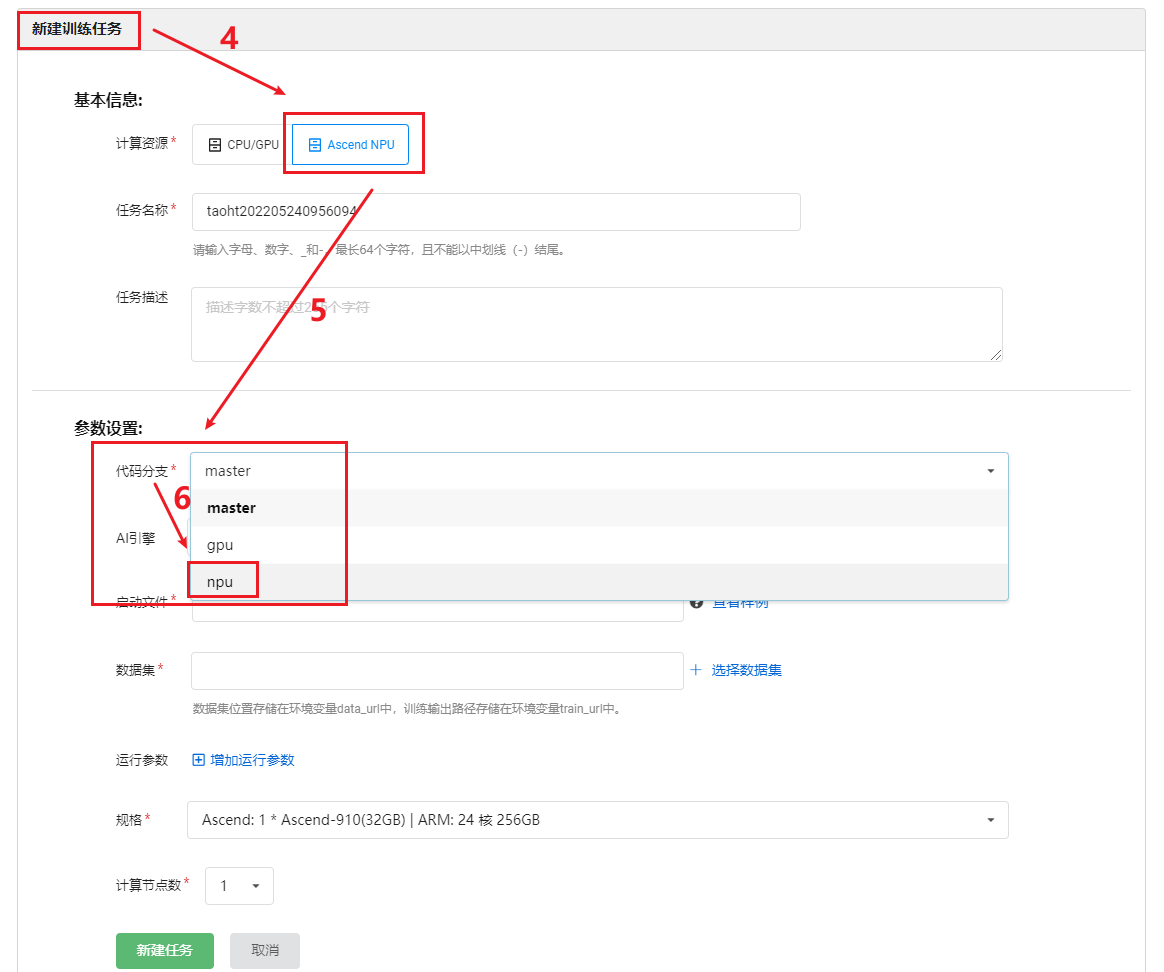 新建训练任务
4
基本信息:
计算资源*
CPU/GPU
Ascend NPU
任务名称*
taoht202205240956094
请输入字母、数字、_和-，最长64个字符，且不能以中划线（-）结尾。
任务描述
描述字数不超过2 个字符
5
参数设置:
代码分支*
master
6
master
AI引擎
gpu
npu
启动文件*
查看样例
数据集*
选择数据集
数据集位置存储在环境变量data_url中，训练输出路径存储在环境变量train_url中。
运行参数
增加运行参数
规格*
Ascend: 1 * Ascend-910(32GB) | ARM: 24 核 256GB
计算节点数*
1
新建任务
取消